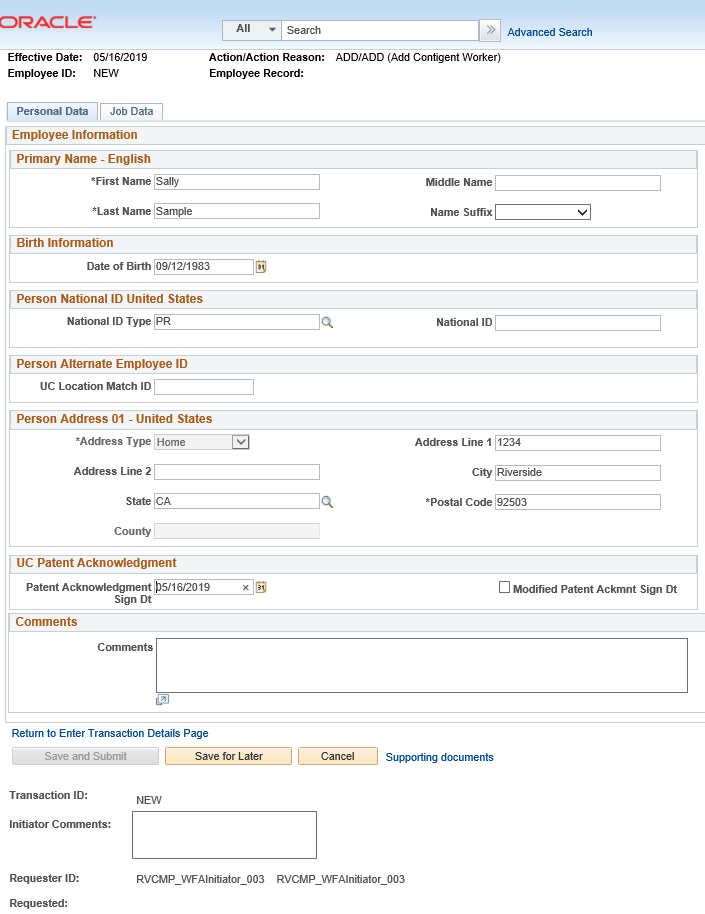 ORACLE
All Search Advanced Search
Effective Date: 05/16/2019 Action/Action Reason: ADD/ADD (Add Contigent Worker)
Employee ID: NEW Employee Record:
Personal Data Job Data
Employee Information
Primary Name - English
*First Name Sally Middle Name
*Last Name Sample Name Suffix
Birth Information
Date of Birth 09/12/1983
Person National ID United States
National ID Type PR National ID
Person Alternate Employee ID
UC Location Match ID
Person Address 01 - United States
*Address Type Home Address Line 1 1234
Address Line 2 City Riverside
State CA *Postal Code 92503
County
UC Patent Acknowledgment
Patent Acknowledgment 05/16/2019 × Modified Patent Ackmnt Sign Dt
Sign Dt
Comments
Comments
Return to Enter Transaction Details Page
Save and Submit Save for Later Cancel Supporting documents
Transaction ID: NEW
Initiator Comments:
Requester ID: RVCMP_WFAInitiator_003 RVCMP_WFAInitiator_003
Requested: